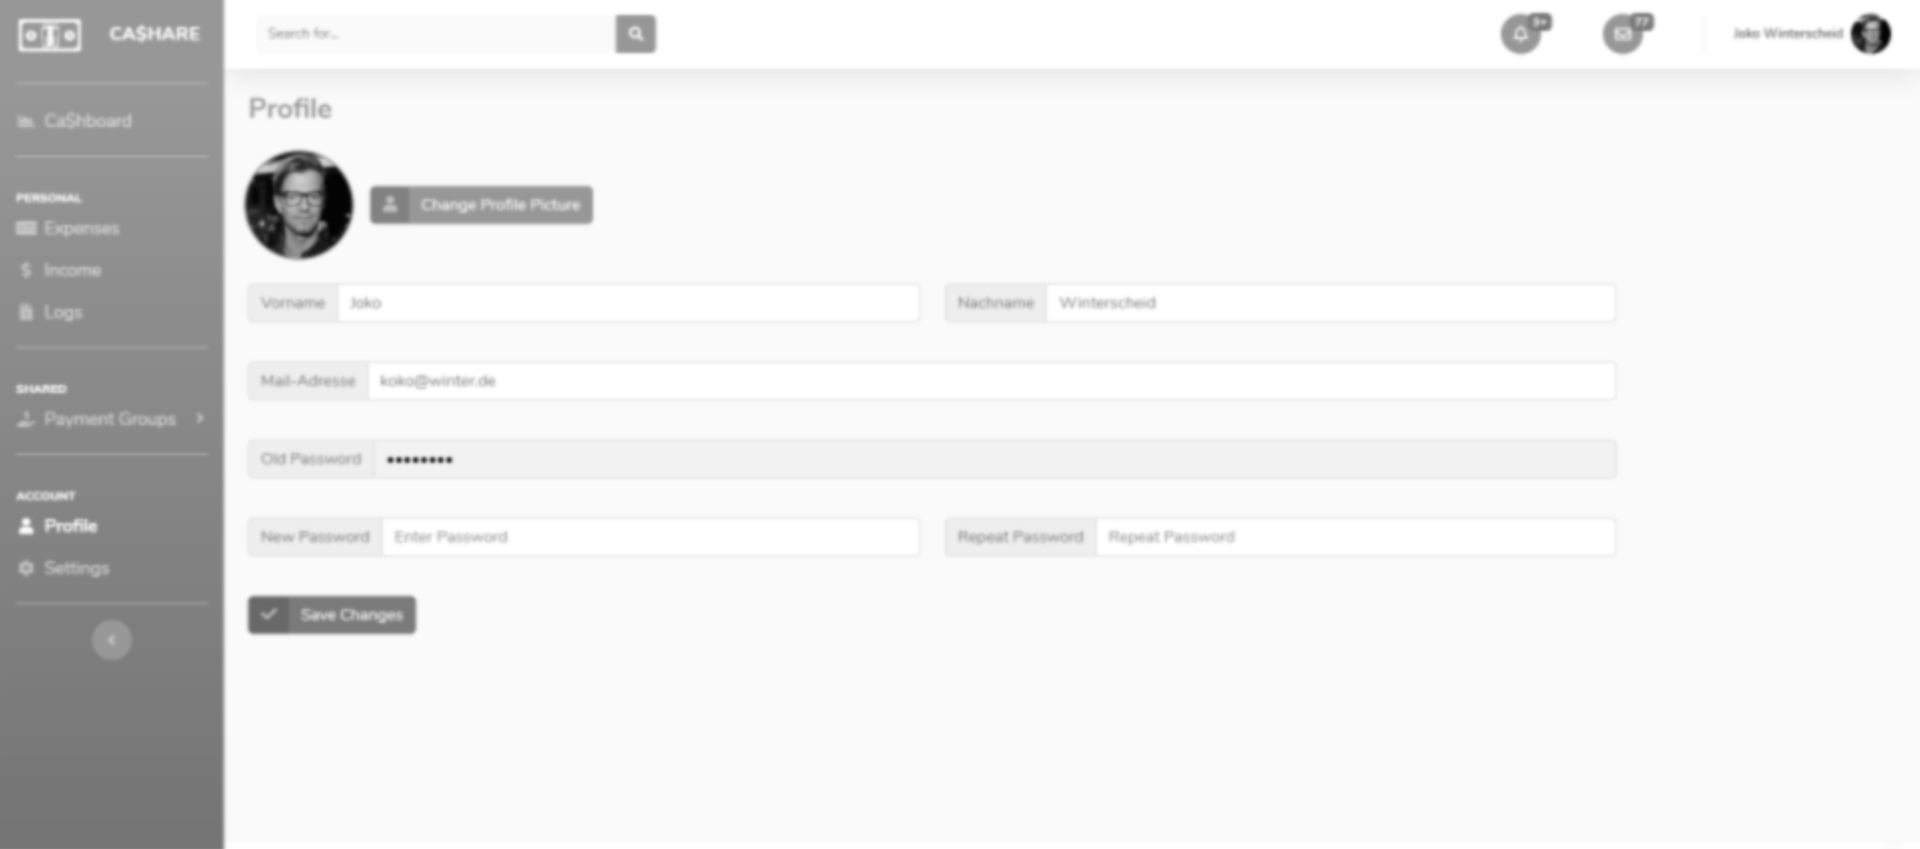 CA$HARE
Search for...
3+
77
Joko Winterscheid
Ca$hboard
PERSONAL
Expenses
Income
Logs
SHARED
Payment Groups
ACCOUNT
Profile
Settings
Profile
Change Profile Picture
Vorname Joko
Nachname Winterscheid
Mail-Adresse koko@winter.de
Old Password ••••••••
New Password Enter Password
Repeat Password Repeat Password
Save Changes